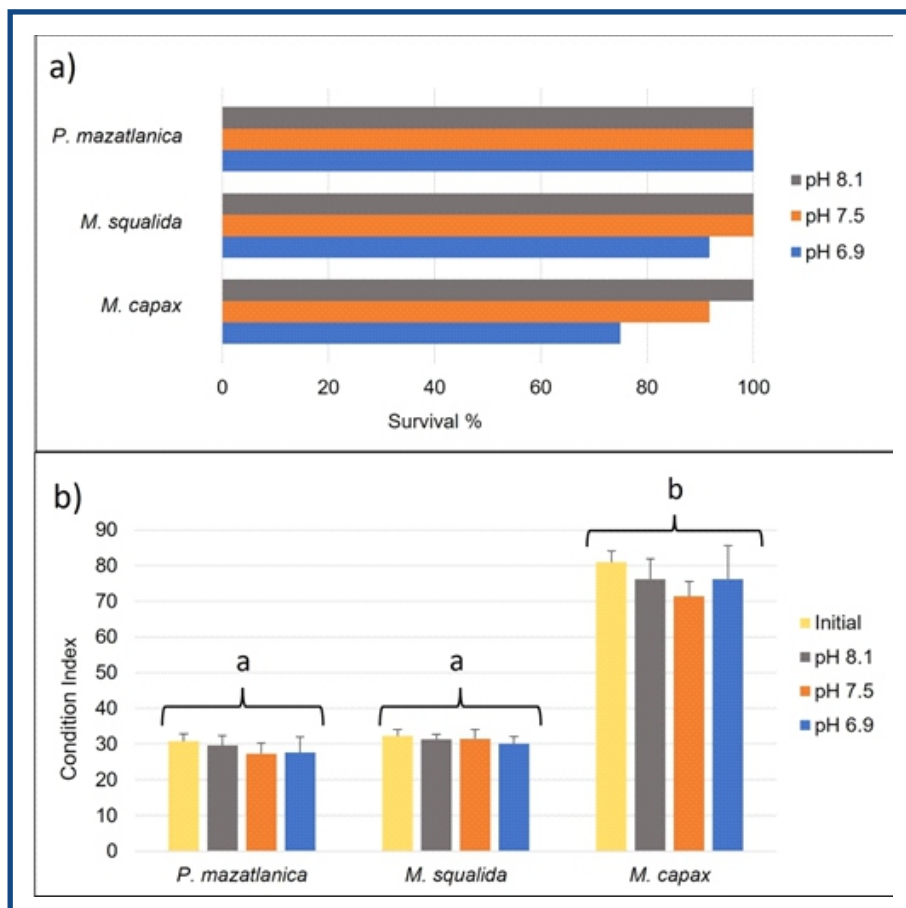 a)
P. mazatlanica
M. squalida
M. capax
0 20 40 60 80 100
Survival %
pH 8.1
pH 7.5
pH 6.9
b)
90
80
70
60
50
40
30
20
10
0
Condition Index
a
a
b
P. mazatlanica M. squalida M. capax
Initial
pH 8.1
pH 7.5
pH 6.9